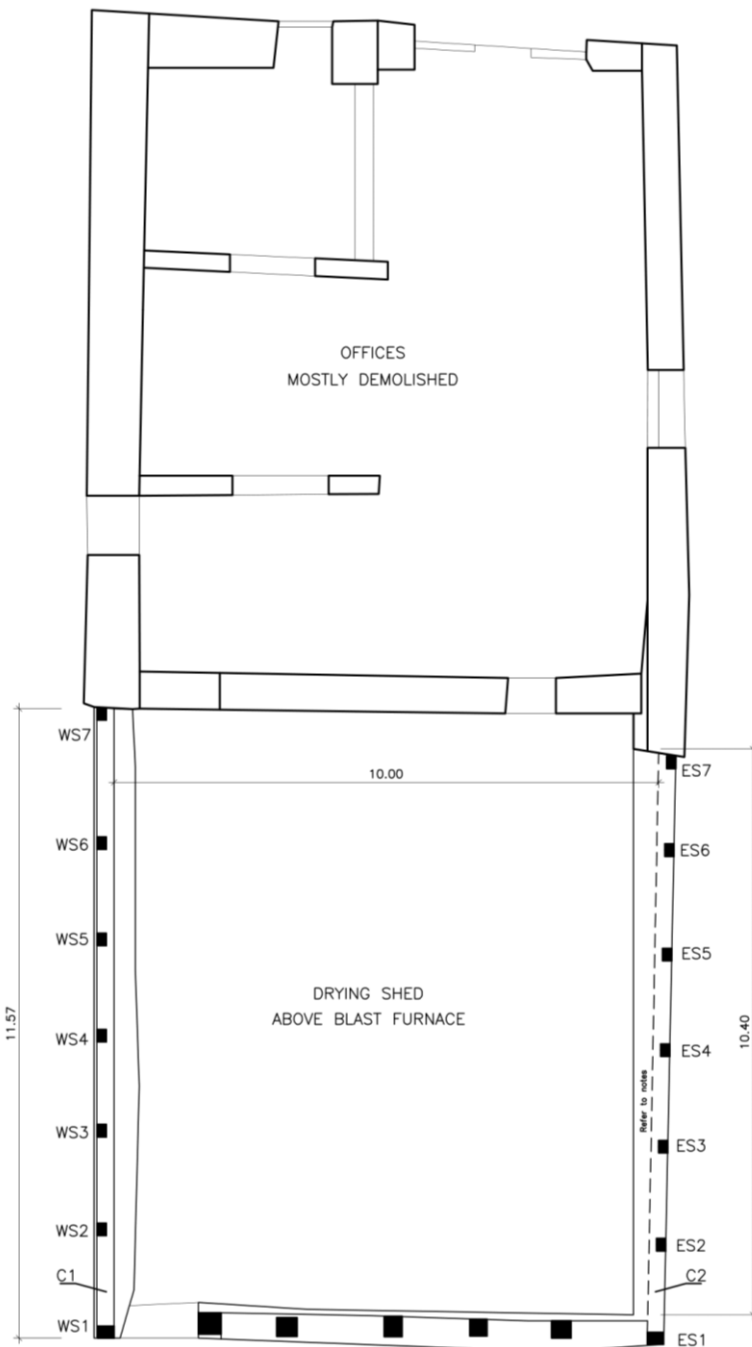 OFFICES
MOSTLY DEMOLISHED
WS7
10.00
ES7
WS6
ES6
WS5
ES5
DRYING SHED
ABOVE BLAST FURNACE
11.57
10.40
WS4
ES4
Refer to notes
WS3
ES3
WS2
ES2
C1
C2
WS1
ES1